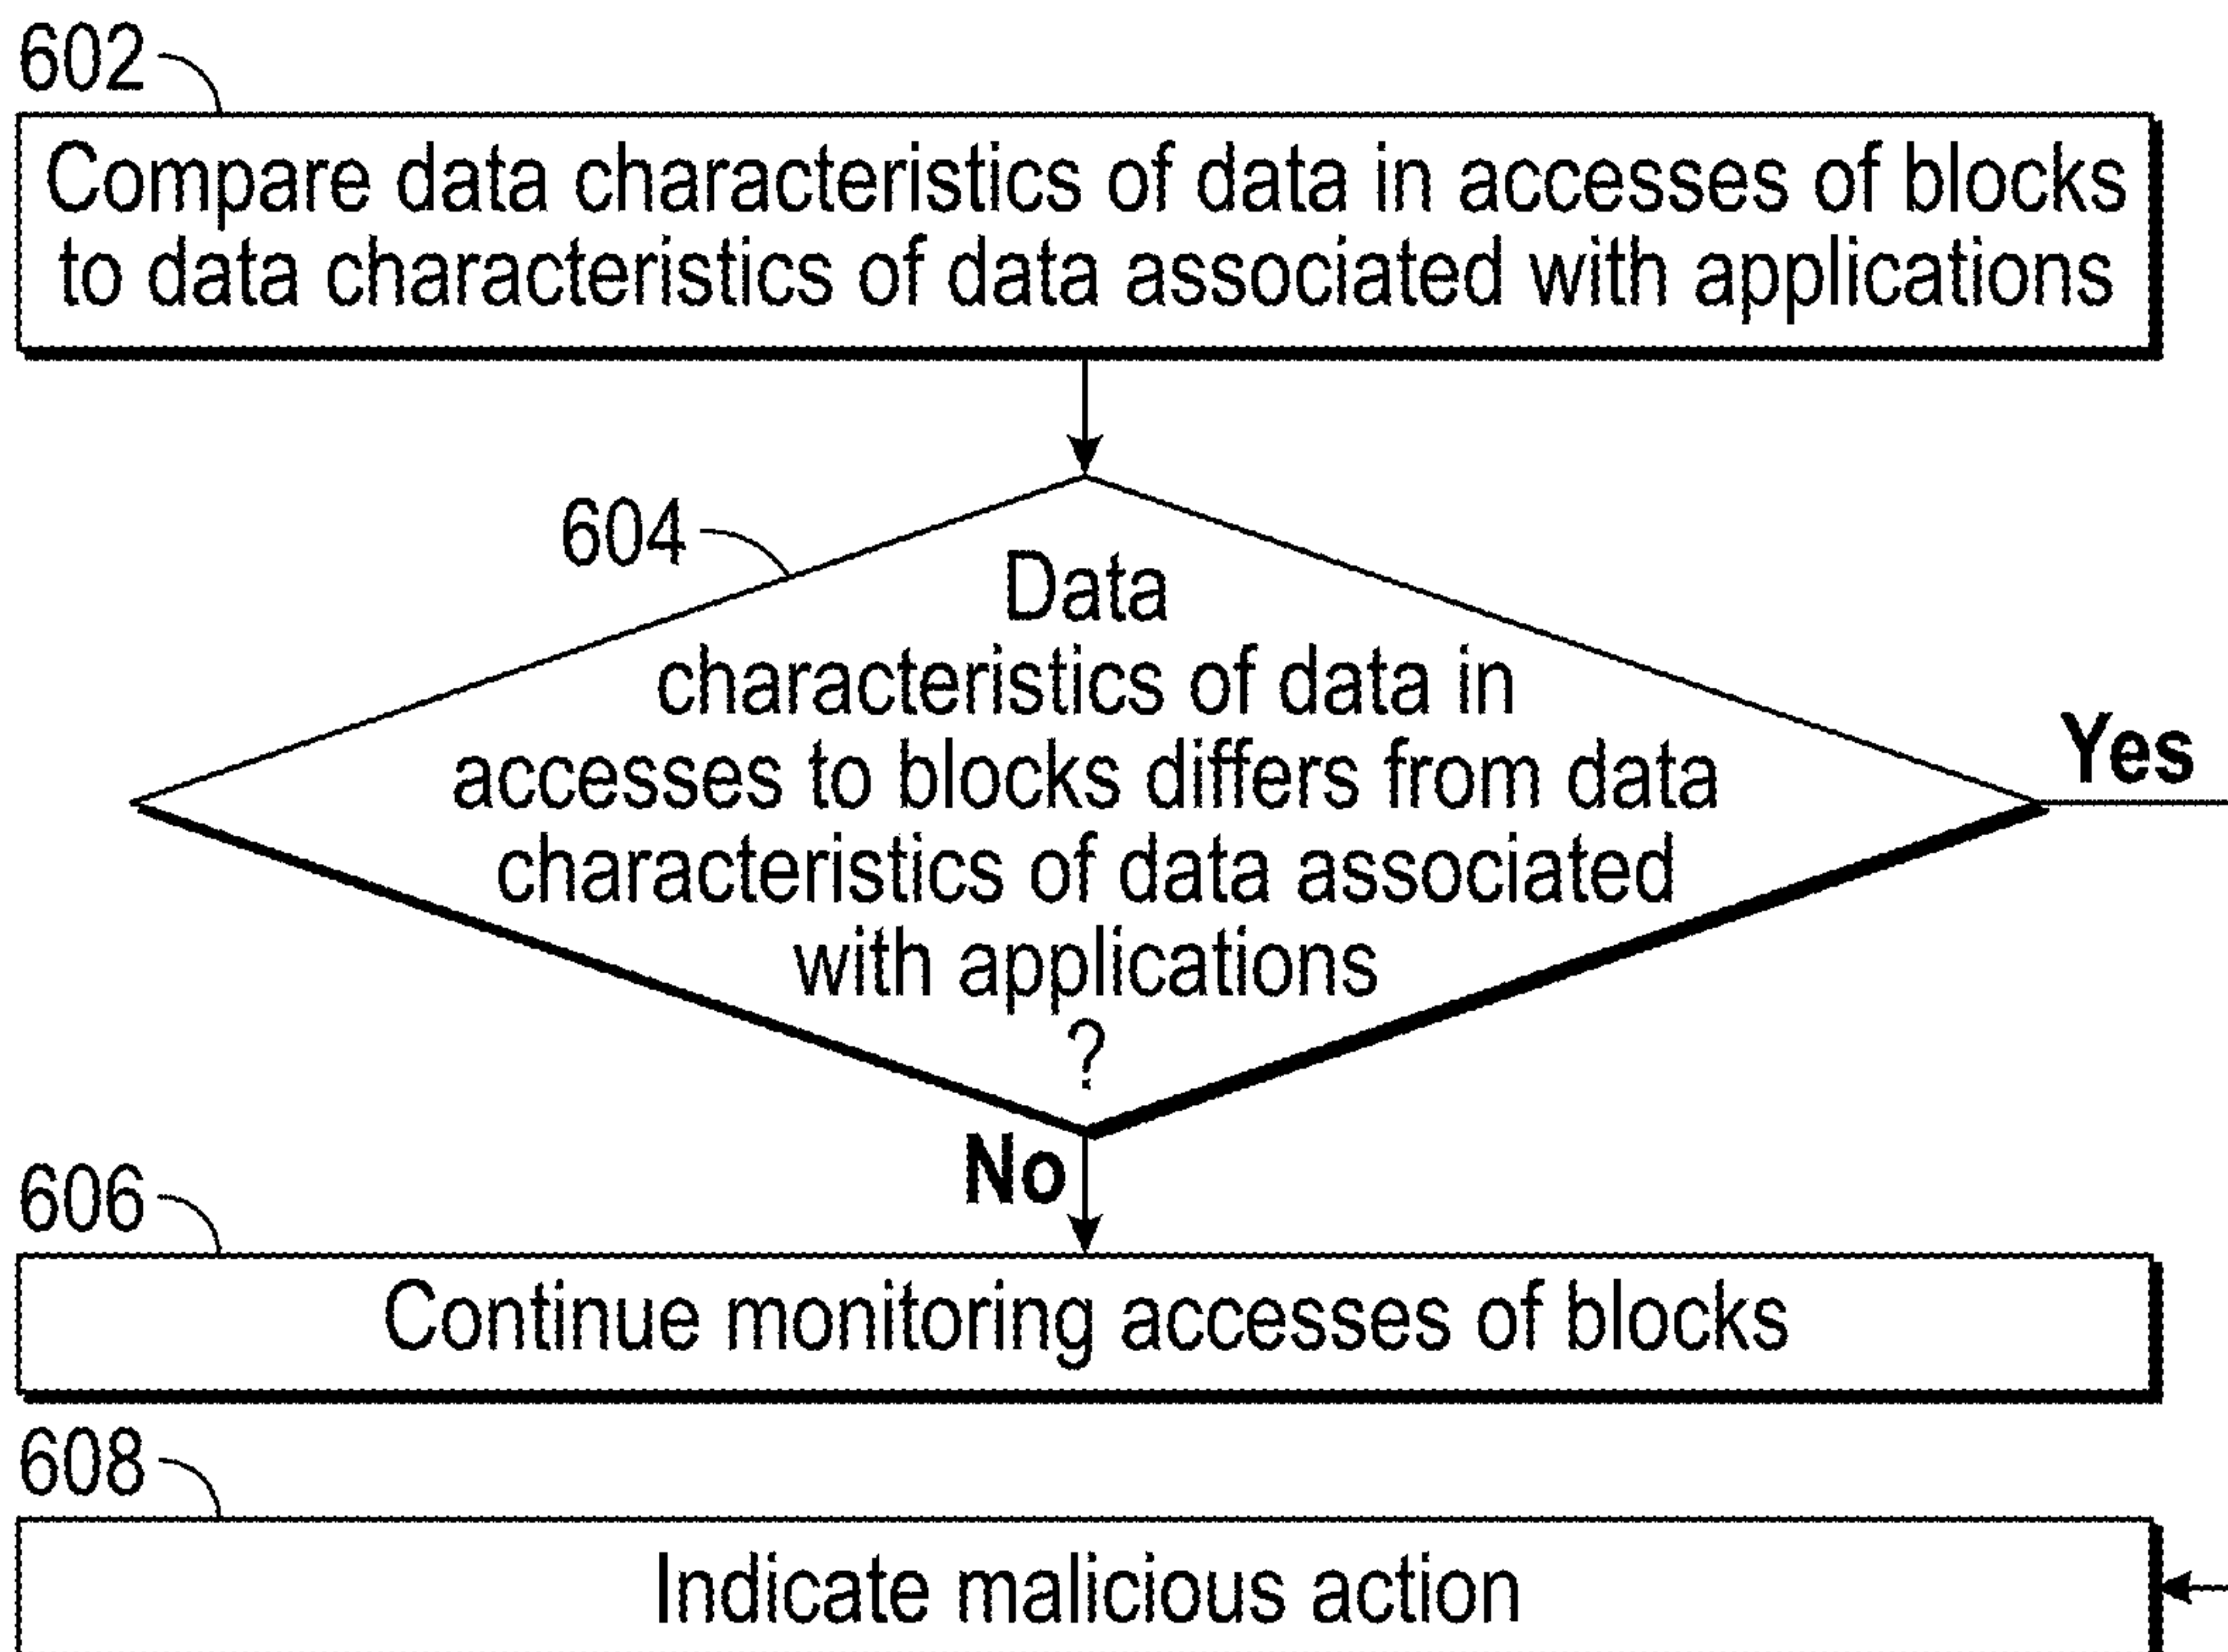 602
Compare data characteristics of data in accesses of blocks
to data characteristics of data associated with applications
604
Data
characteristics of data in
accesses to blocks differs from data
characteristics of data associated
with applications
?
Yes
No
606
Continue monitoring accesses of blocks
608
Indicate malicious action